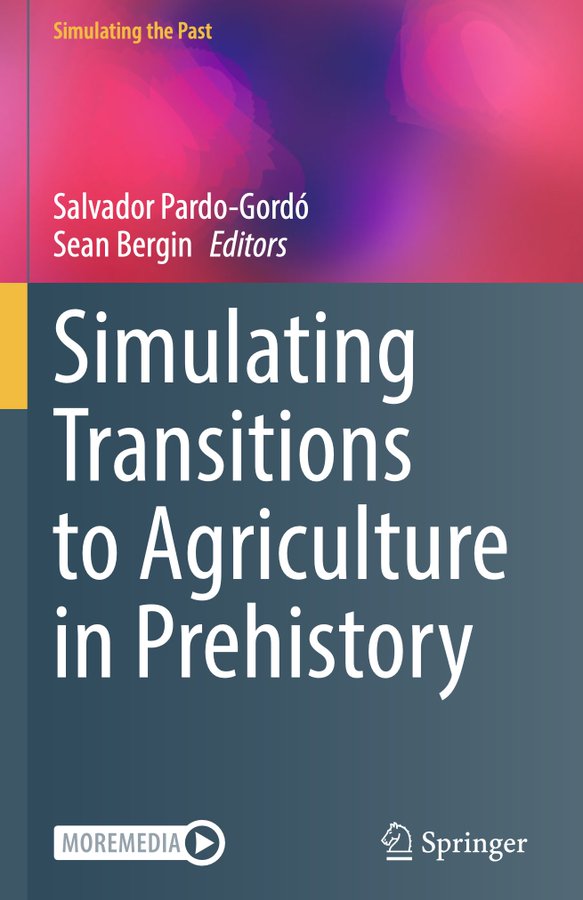 Simulating the Past
Salvador Pardo-Gordó
Sean Bergin Editors
Simulating
Transitions
to Agriculture
in Prehistory
MOREMEDIA
Springer